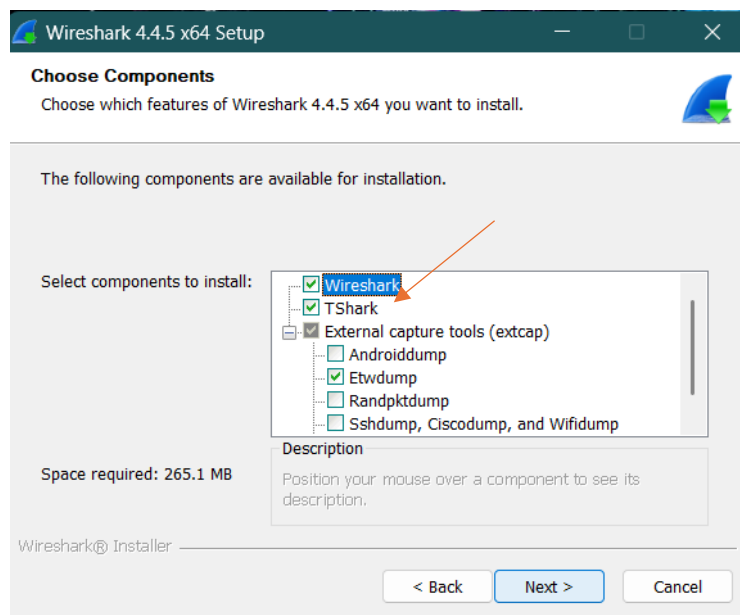 Wireshark 4.4.5 x64 Setup
Choose Components
Choose which features of Wireshark 4.4.5 x64 you want to install.
The following components are available for installation.
Select components to install:
Wireshark
TShark
External capture tools (extcap)
Androiddump
Etwdump
Randpktdump
Sshdump, Ciscodump, and Wifidump
Space required: 265.1 MB
Description
Position your mouse over a component to see its
description.
Wireshark® Installer
< Back
Next >
Cancel